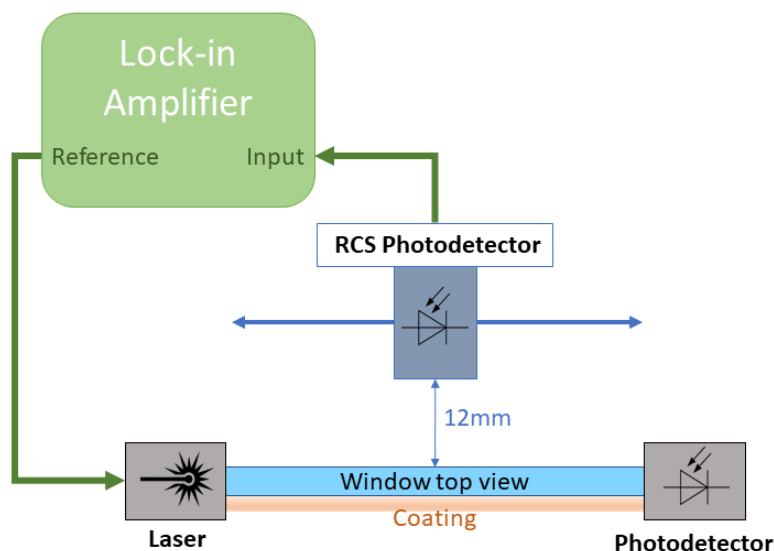 Lock-in
Amplifier
Reference
Input
RCS Photodetector
12mm
Window top view
Coating
Laser
Photodetector